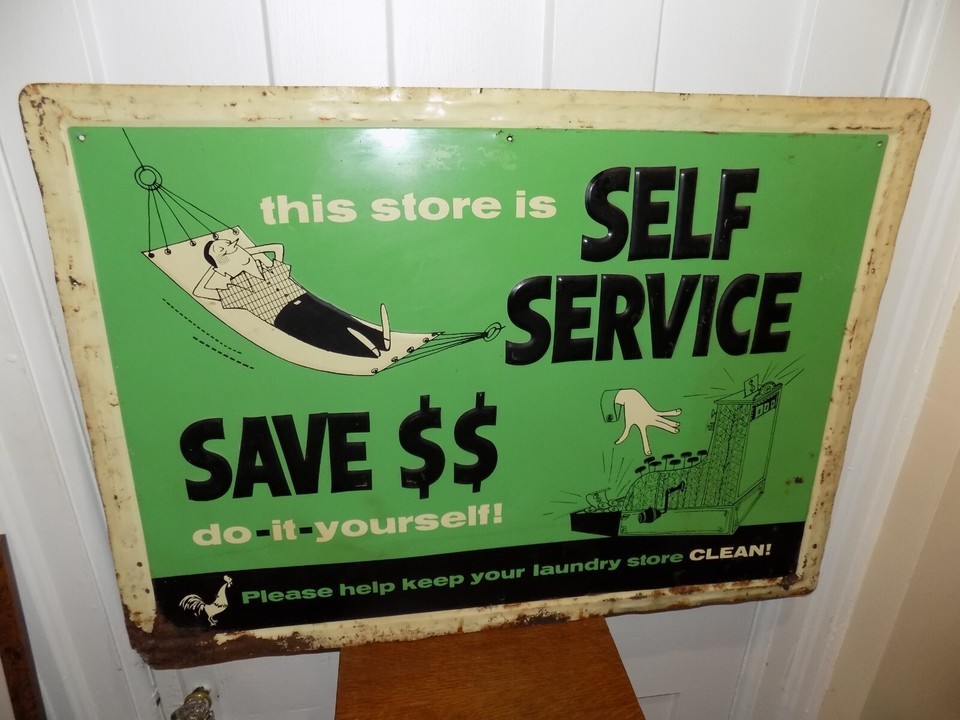 this store is
SELF
SERVICE
SAVE $$
do-it-yourself!
Please help keep your laundry store CLEAN!